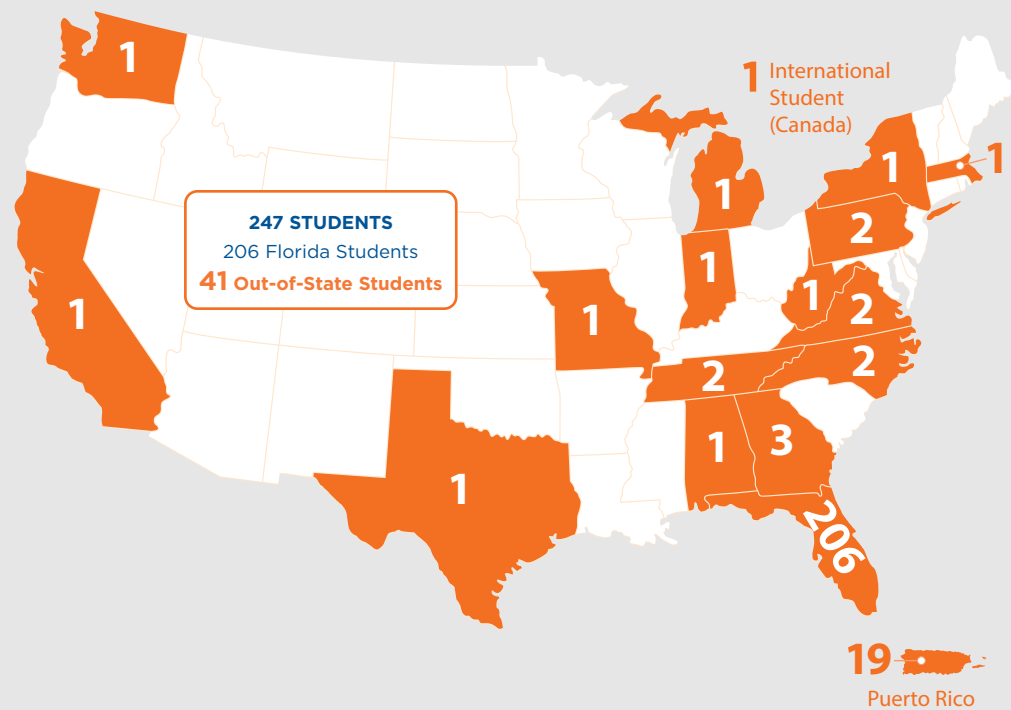 1
1 International
Student
(Canada)
1
1
1
2
247 STUDENTS
206 Florida Students
41 Out-of-State Students
1
1
2
1
1
2
2
1
3
1
206
19
Puerto Rico